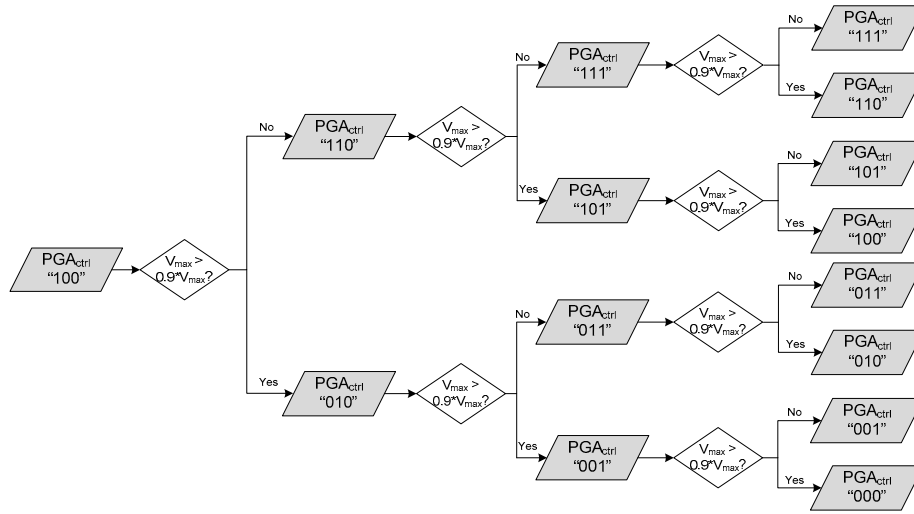 PGActrl
“100”
Vmax >
0.9*Vmax?
No
PGActrl
“110”
Vmax >
0.9*Vmax?
No
PGActrl
“111”
Vmax >
0.9*Vmax?
No
PGActrl
“111”
Yes
PGActrl
“110”
Yes
PGActrl
“101”
Vmax >
0.9*Vmax?
No
PGActrl
“101”
Yes
PGActrl
“100”
Yes
PGActrl
“010”
Vmax >
0.9*Vmax?
No
PGActrl
“011”
Vmax >
0.9*Vmax?
No
PGActrl
“011”
Yes
PGActrl
“010”
Yes
PGActrl
“001”
Vmax >
0.9*Vmax?
No
PGActrl
“001”
Yes
PGActrl
“000”